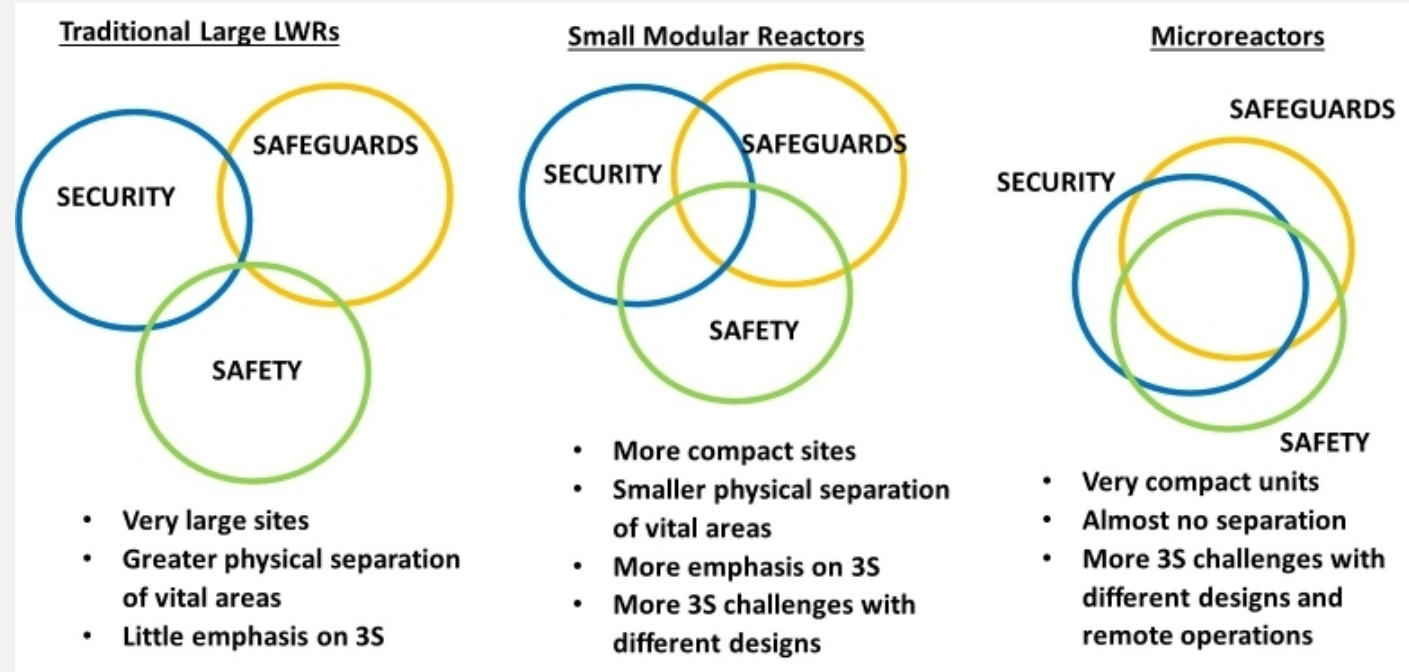 Traditional Large LWRs
SAFEGUARDS
SECURITY
SAFETY
• Very large sites
• Greater physical separation
of vital areas
• Little emphasis on 3S
Small Modular Reactors
SAFEGUARDS
SECURITY
SAFETY
• More compact sites
• Smaller physical separation
of vital areas
• More emphasis on 3S
• More 3S challenges with
different designs
Microreactors
SAFEGUARDS
SECURITY
SAFETY
• Very compact units
• Almost no separation
• More 3S challenges with
different designs and
remote operations